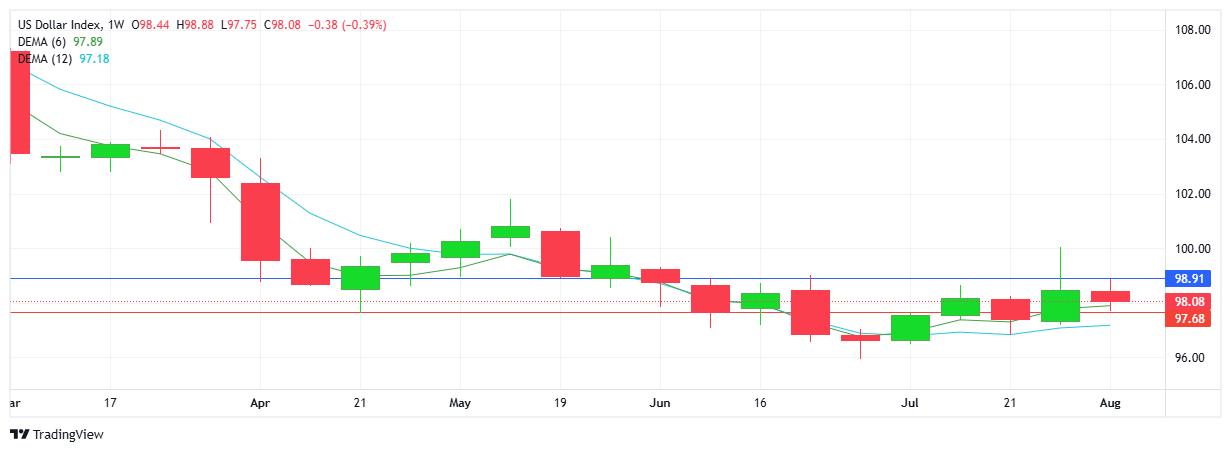 US Dollar Index, 1W O98.44 H98.88 L97.75 C98.08 −0.38 (−0.39%)
DEMA (6) 97.89
DEMA (12) 97.18
108.00
106.00
104.00
102.00
100.00
98.91
98.08
97.68
96.00
ar 17 Apr 21 May 19 Jun 16 Jul 21 Aug
TradingView